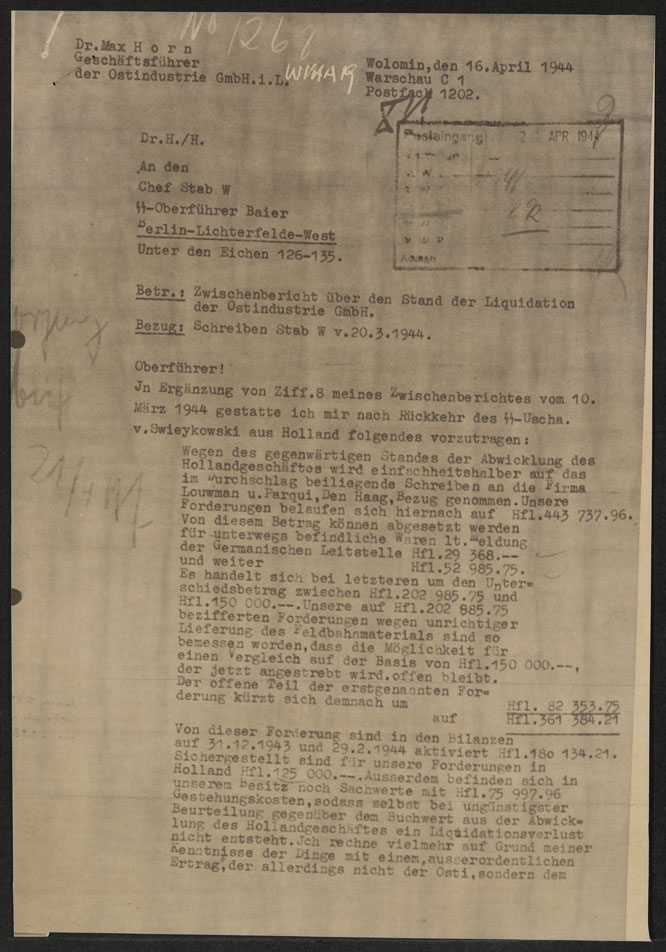 No 1268
Dr.Max H o r n
Geschäftsführer
der Ostindustrie GmbH.i.L.
Wolomin,den 16.April 1944
Warschau C 1
Postfach 1202.
Dr.H./H.
Posteingang: 2 APR 1944
An den
Chef Stab W
SS-Oberführer Baier
Berlin-Lichterfelde-West
Unter den Eichen 126-135.
Betr.: Zwischenbericht über den Stand der Liquidation
der Ostindustrie GmbH.
Bezug: Schreiben Stab W v.20.3.1944.
Oberführer!
Jn Ergänzung von Ziff.8 meines Zwischenberichtes vom 10.
März 1944 gestatte ich mir nach Rückkehr des SS-Uscha.
v.Swieykowski aus Holland folgendes vorzutragen:
Wegen des gegenwärtigen Standes der Abwicklung des
Hollandgeschäftes wird einfachheitshalber auf das
im Durchschlag beiliegende Schreiben an die Firma
Louwman u.Parqui,Den Haag,Bezug genommen.Unsere
Forderungen belaufen sich hiernach auf Hfl.443 737.96.
Von diesem Betrag können abgesetzt werden
für unterwegs befindliche Waren lt.Meldung
der Germanischen Leitstelle Hfl.29 368.--
und weiter Hfl.52 985.75.
Es handelt sich bei letzteren um den Unter=
schiedsbetrag zwischen Hfl.202 985.75 und
Hfl.150 000.--.Unsere auf Hfl.202 885.75
bezifferten Forderungen wegen unrichtiger
Lieferung des Feldbahnmaterials sind so
bemessen worden,dass die Möglichkeit für
einen Vergleich auf der Basis von Hfl.150 000.--,
der jetzt angestrebt wird.offen bleibt.
Der offene Teil der erstgenannten For=
derung kürzt sich demnach um Hfl. 82 353.75
auf Hfl.361 384.21
Von dieser Forderung sind in den Bilanzen
auf 31.12.1943 und 29.2.1944 aktiviert Hfl.180 134.21.
Sichergestellt sind für unsere Forderungen in
Holland Hfl.125 000.--.Ausserdem befinden sich in
unserem Besitz noch Sachwerte mit Hfl.75 997.96
Gestehungskosten,sodass selbst bei ungünstigster
Beurteilung gegenüber dem Buchwert aus der Abwick=
lung des Hollandgeschäftes ein Liquidationsverlust
nicht entsteht.Jch rechne vielmehr auf Grund meiner
Kenntnisse der Dinge mit einem,ausserordentlichen
Ertrag,der allerdings nicht der Osti,sondern dem